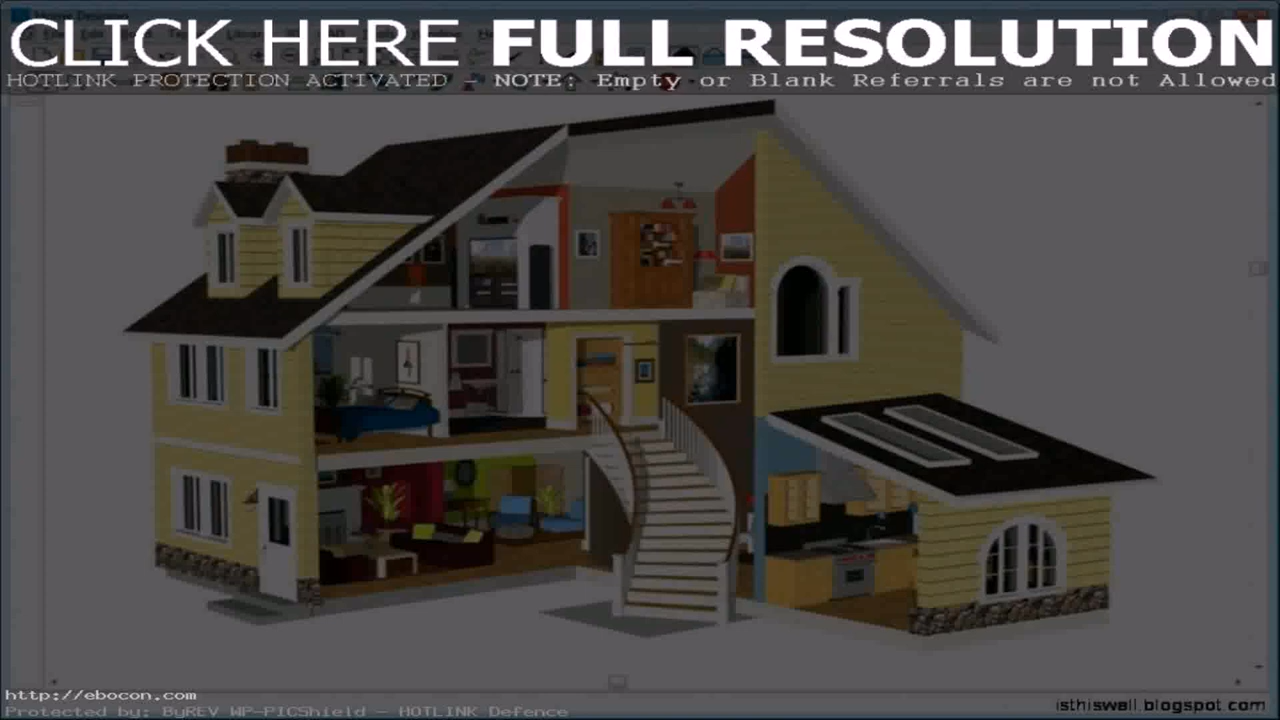 CLICK HERE FULL RESOLUTION
HOTLINK PROTECTION ACTIVATED - NOTE: Empty or Blank Referrals are not Allowed
http://ebocon.com
Protected by: ByREV WP-PICShield - HOTLINK Defence
isthiswall.blogspot.com